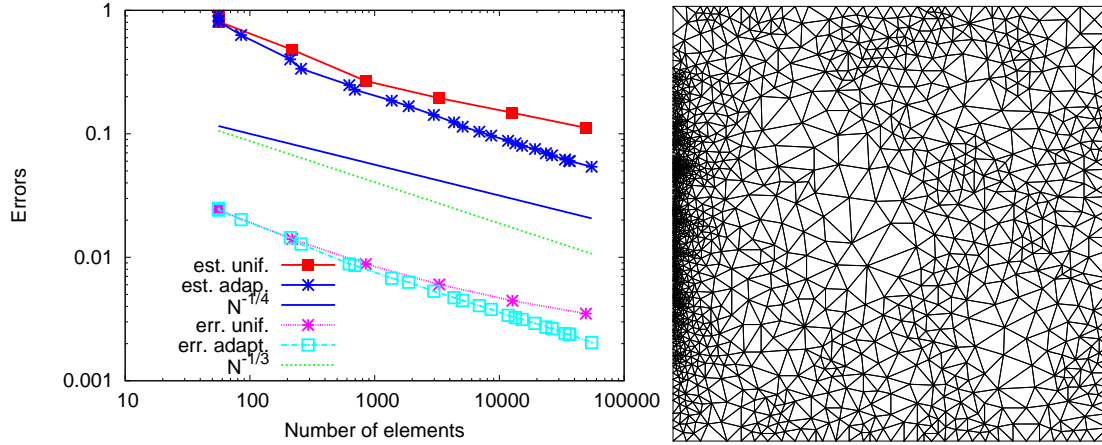 1
0.1
0.01
0.001
Errors
est. unif.
est. adap.
N^-1/4
err. unif.
err. adapt.
N^-1/3
10 100 1000 10000 100000
Number of elements